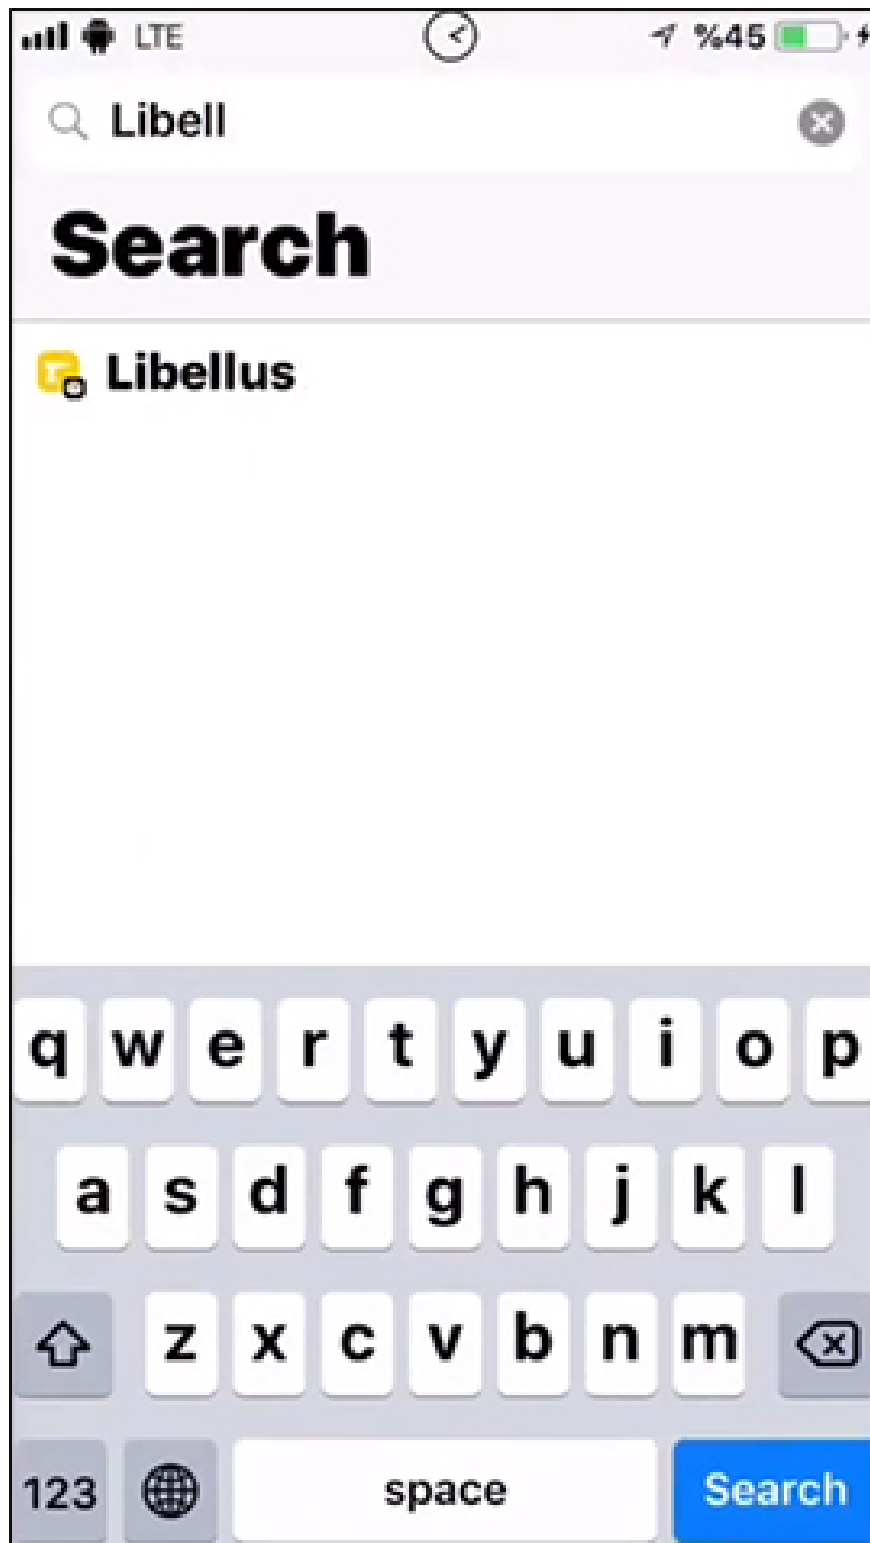 LTE %45
Libell
Search
Libellus
q w e r t y u i o p
a s d f g h j k l
z x c v b n m
123 space Search